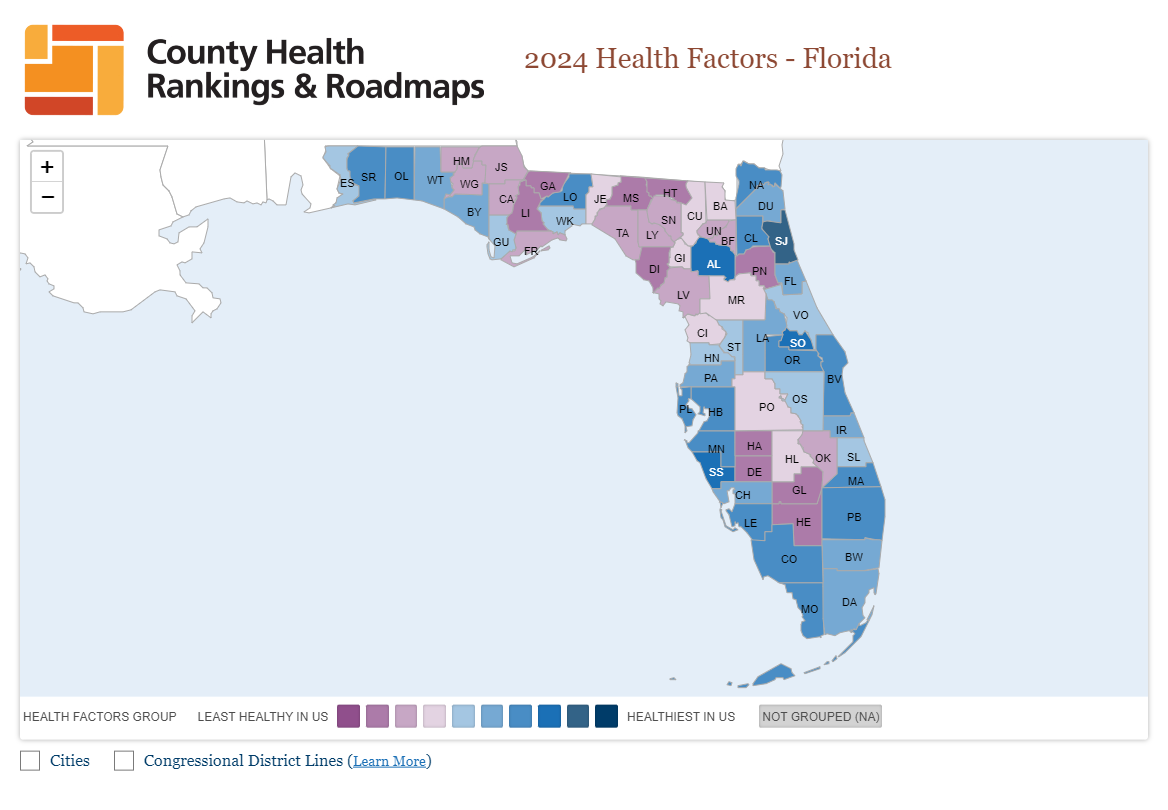 County Health
Rankings & Roadmaps
2024 Health Factors - Florida
+
−
ES SR OL WT HM JS
WG
BY CA GA LO JE MS HT NA
LI WK SN CU BA DU
GU FR TA LY UN BF CL SJ
DI GI AL PN FL
LV MR VO
CI ST LA SO
HN OR
PA BV
PL HB PO OS
IR
MN HA HL OK SL
SS DE MA
CH GL
LE HE PB
CO BW
MO DA
HEALTH FACTORS GROUP LEAST HEALTHY IN US HEALTHIEST IN US NOT GROUPED (NA)
Cities Congressional District Lines (Learn More)